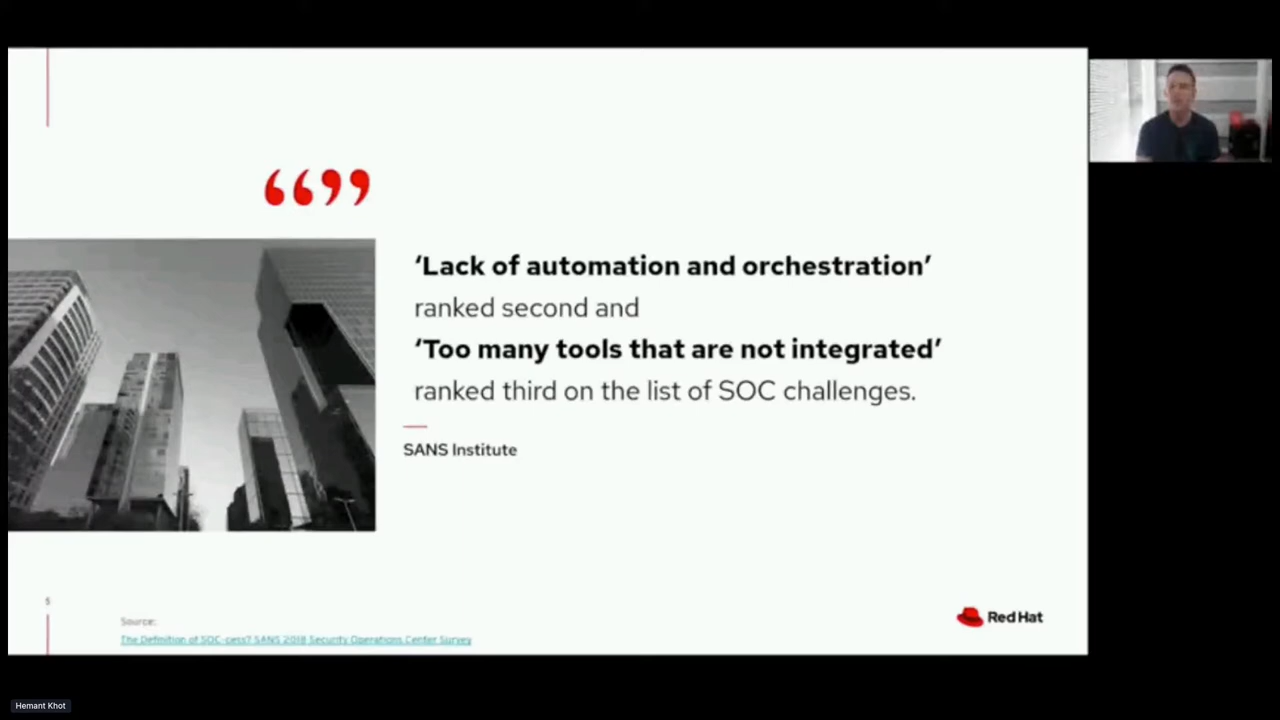 ‘Lack of automation and orchestration’
ranked second and
‘Too many tools that are not integrated’
ranked third on the list of SOC challenges.
SANS Institute
5
Source:
The Definition of SOC-cess? SANS 2018 Security Operations Center Survey
Red Hat
Hemant Khot